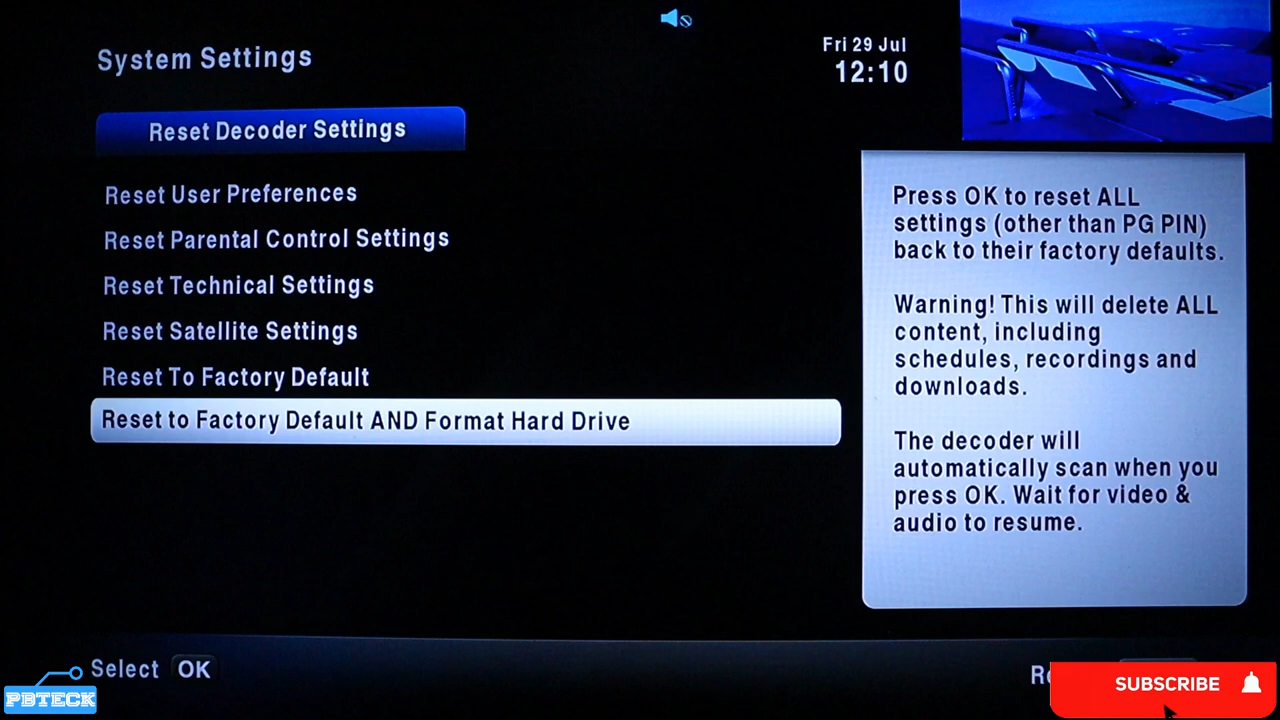 System Settings
Fri 29 Jul
12:10
Reset Decoder Settings
Reset User Preferences
Reset Parental Control Settings
Reset Technical Settings
Reset Satellite Settings
Reset To Factory Default
Reset to Factory Default AND Format Hard Drive
Press OK to reset ALL
settings (other than PG PIN)
back to their factory defaults.
Warning! This will delete ALL
content, including
schedules, recordings and
downloads.
The decoder will
automatically scan when you
press OK. Wait for video &
audio to resume.
Select OK
PBTECK
SUBSCRIBE